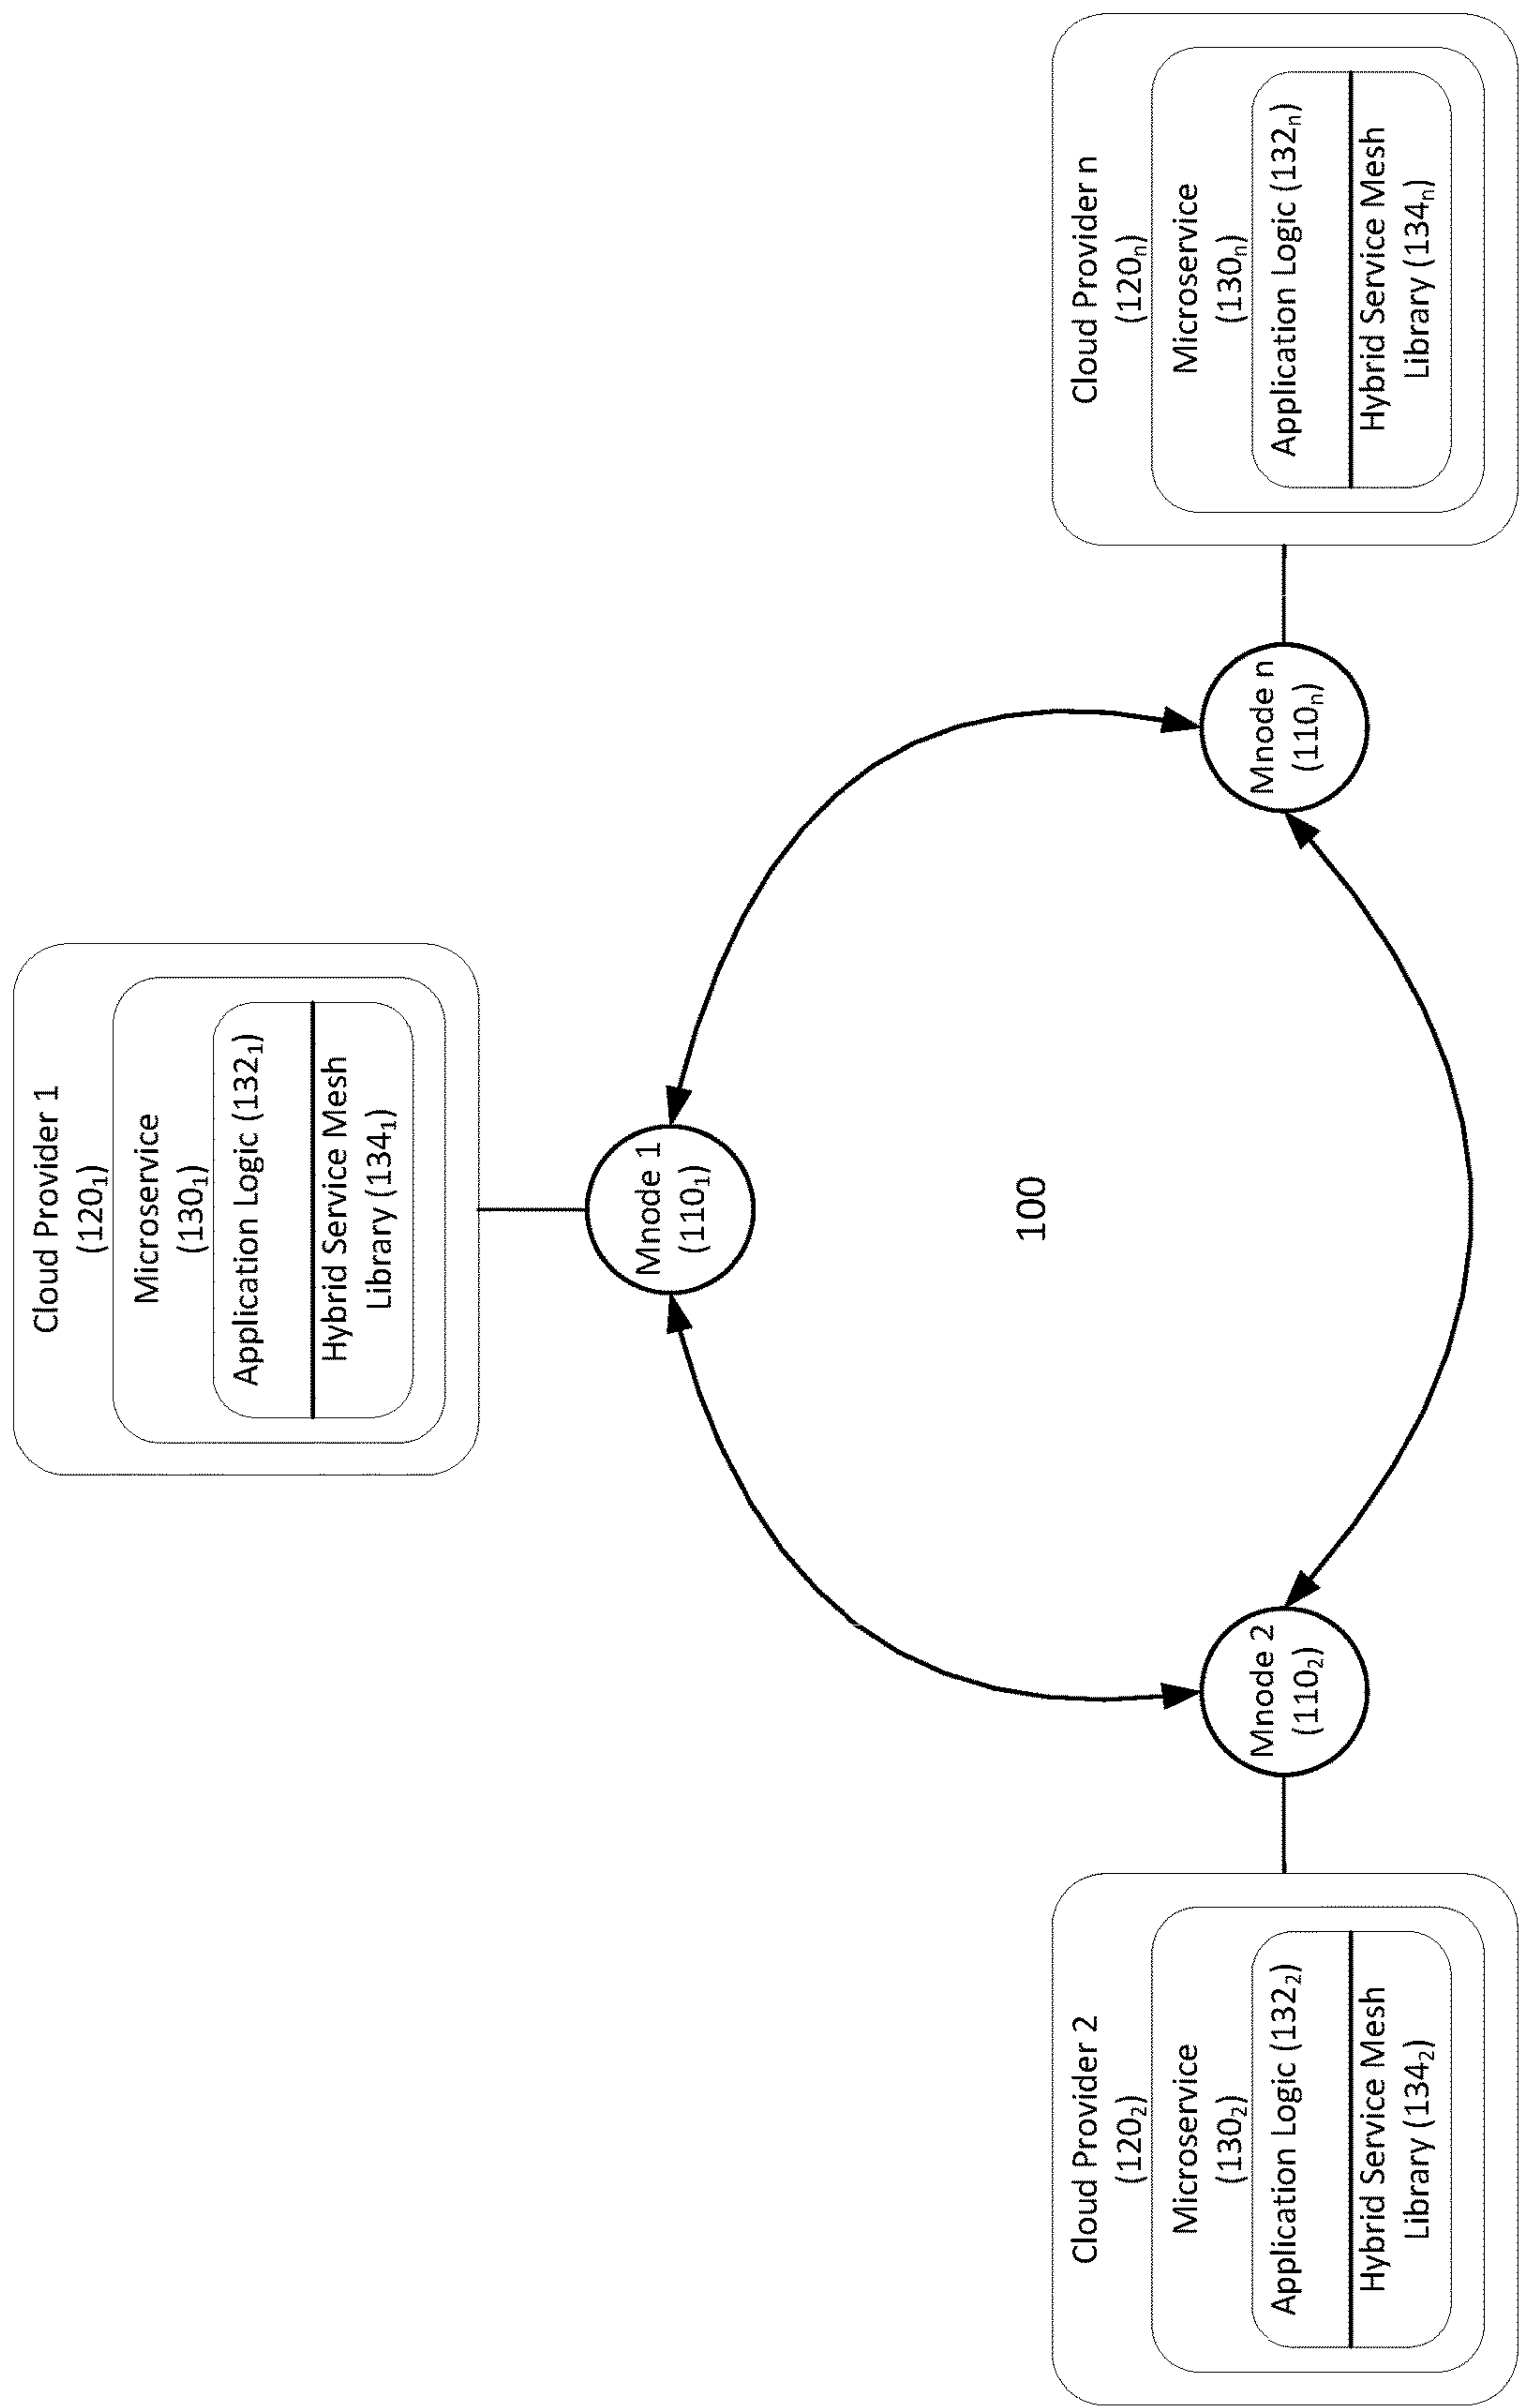 Cloud Provider 1
(120₁)
Microservice
(130₁)
Application Logic (132₁)
Hybrid Service Mesh
Library (134₁)
Mnode 1
(110₁)
100
Cloud Provider 2
(120₂)
Microservice
(130₂)
Application Logic (132₂)
Hybrid Service Mesh
Library (134₂)
Mnode 2
(110₂)
Mnode n
(110ₙ)
Cloud Provider n
(120ₙ)
Microservice
(130ₙ)
Application Logic (132ₙ)
Hybrid Service Mesh
Library (134ₙ)